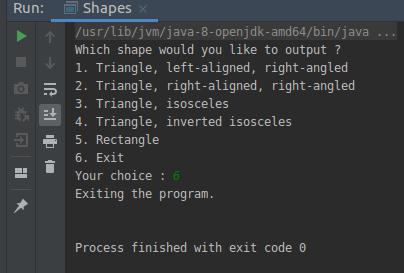 Run: Shapes
/usr/lib/jvm/java-8-openjdk-amd64/bin/java ...
Which shape would you like to output ?
1. Triangle, left-aligned, right-angled
2. Triangle, right-aligned, right-angled
3. Triangle, isosceles
4. Triangle, inverted isosceles
5. Rectangle
6. Exit
Your choice : 6
Exiting the program.
Process finished with exit code 0